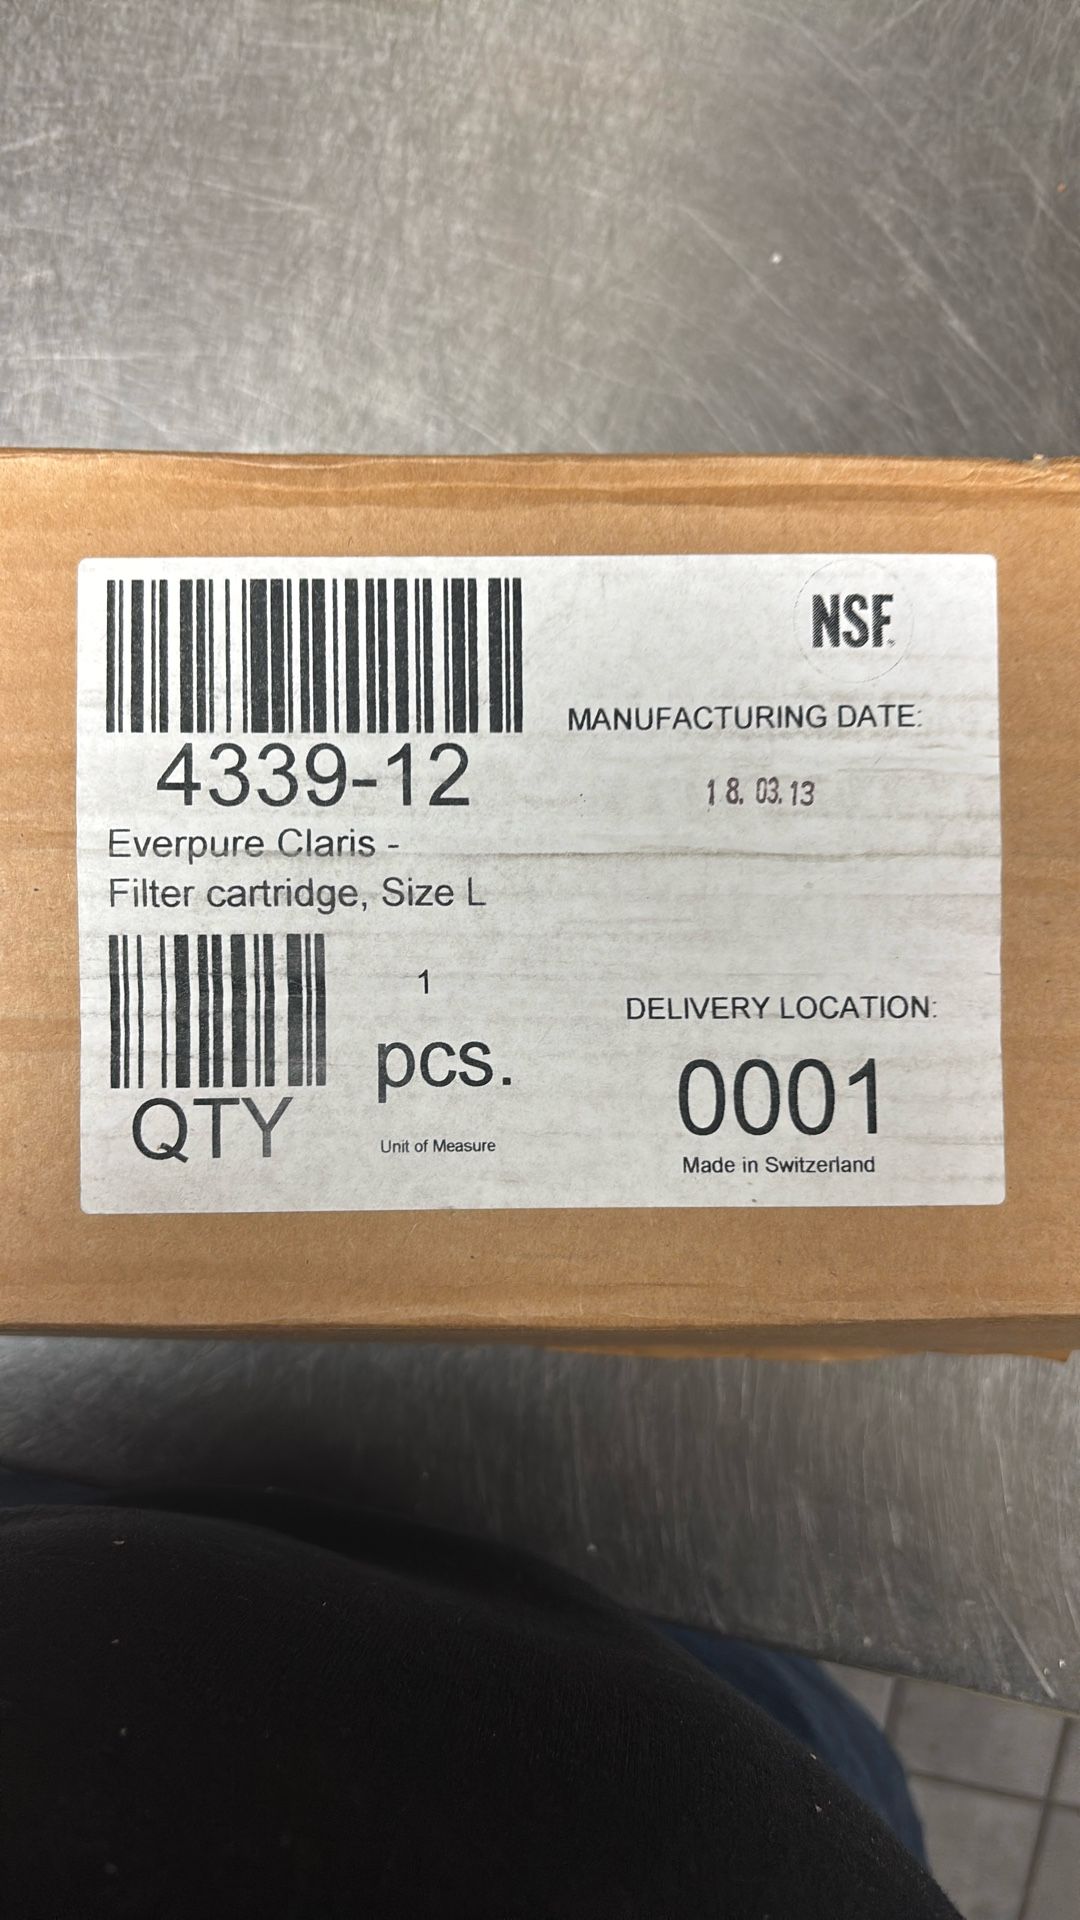 NSF
4339-12
MANUFACTURING DATE:
18. 03. 13
Everpure Claris -
Filter cartridge, Size L
1
pcs.
QTY
Unit of Measure
DELIVERY LOCATION:
0001
Made in Switzerland